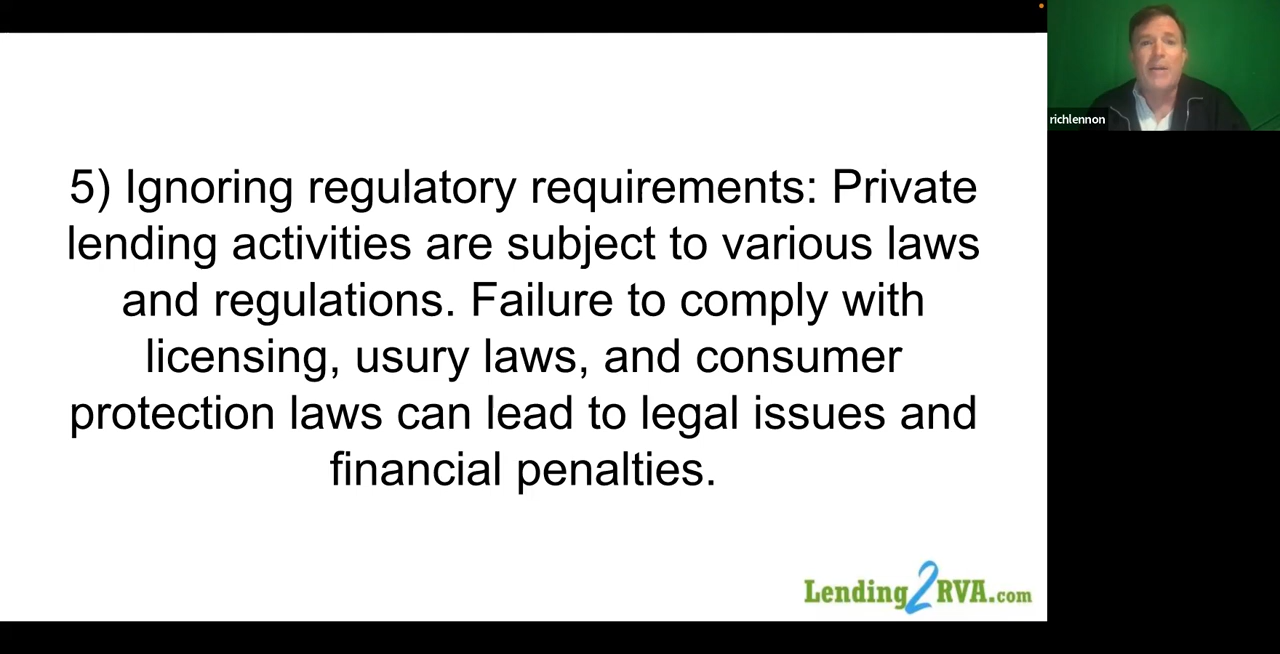 5) Ignoring regulatory requirements: Private
lending activities are subject to various laws
and regulations. Failure to comply with
licensing, usury laws, and consumer
protection laws can lead to legal issues and
financial penalties.
Lending2RVA.com
richlennon